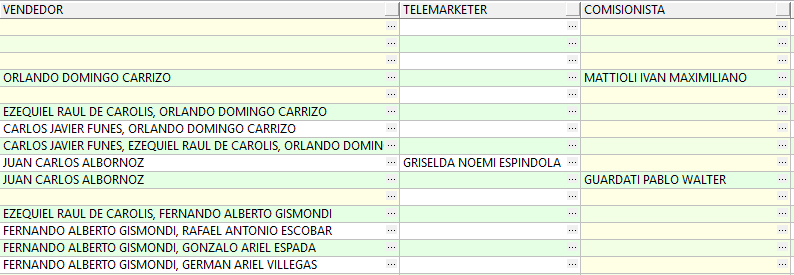 VENDEDOR TELEMARKETER COMISIONISTA
ORLANDO DOMINGO CARRIZO MATTIOLI IVAN MAXIMILIANO
EZEQUIEL RAUL DE CAROLIS, ORLANDO DOMINGO CARRIZO
CARLOS JAVIER FUNES, ORLANDO DOMINGO CARRIZO
CARLOS JAVIER FUNES, EZEQUIEL RAUL DE CAROLIS, ORLANDO DOMIN
JUAN CARLOS ALBORNOZ GRISELDA NOEMI ESPINDOLA
JUAN CARLOS ALBORNOZ GUARDATI PABLO WALTER
EZEQUIEL RAUL DE CAROLIS, FERNANDO ALBERTO GISMONDI
FERNANDO ALBERTO GISMONDI, RAFAEL ANTONIO ESCOBAR
FERNANDO ALBERTO GISMONDI, GONZALO ARIEL ESPADA
FERNANDO ALBERTO GISMONDI, GERMAN ARIEL VILLEGAS